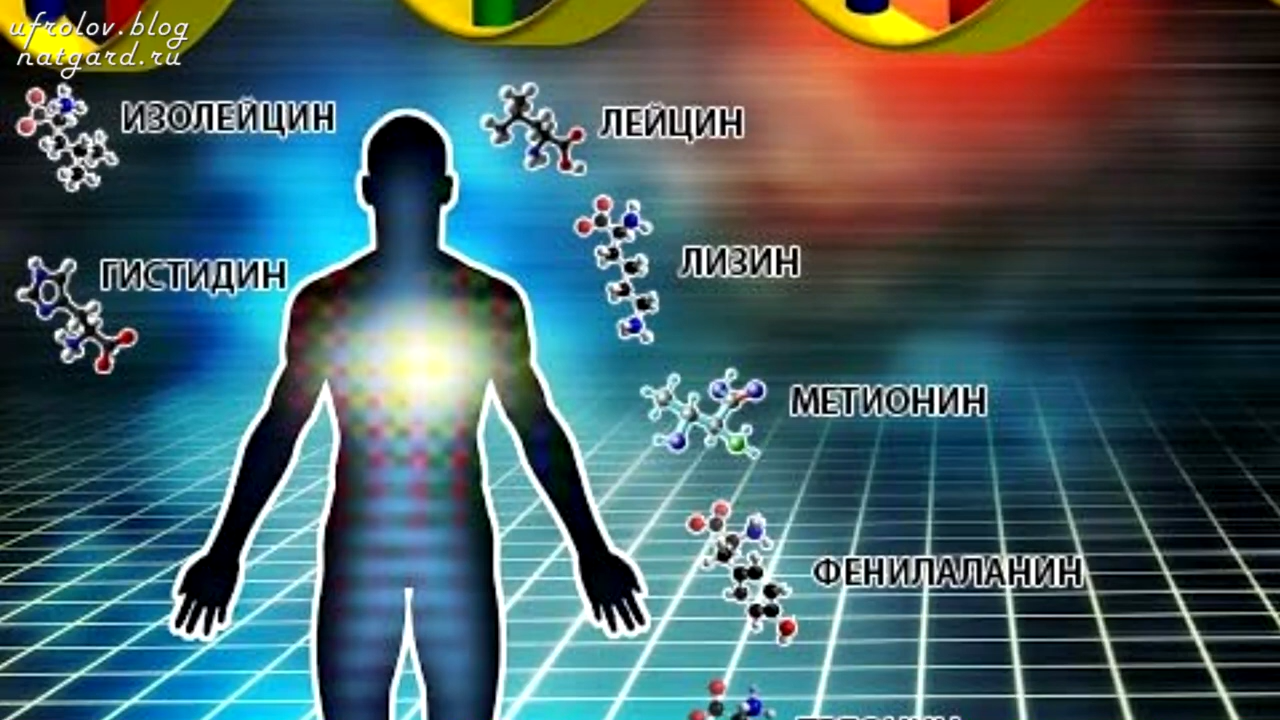 ufrolov.blog
natgard.ru
ИЗОЛЕЙЦИН
ЛЕЙЦИН
ГИСТИДИН
ЛИЗИН
МЕТИОНИН
ФЕНИЛАЛАНИН